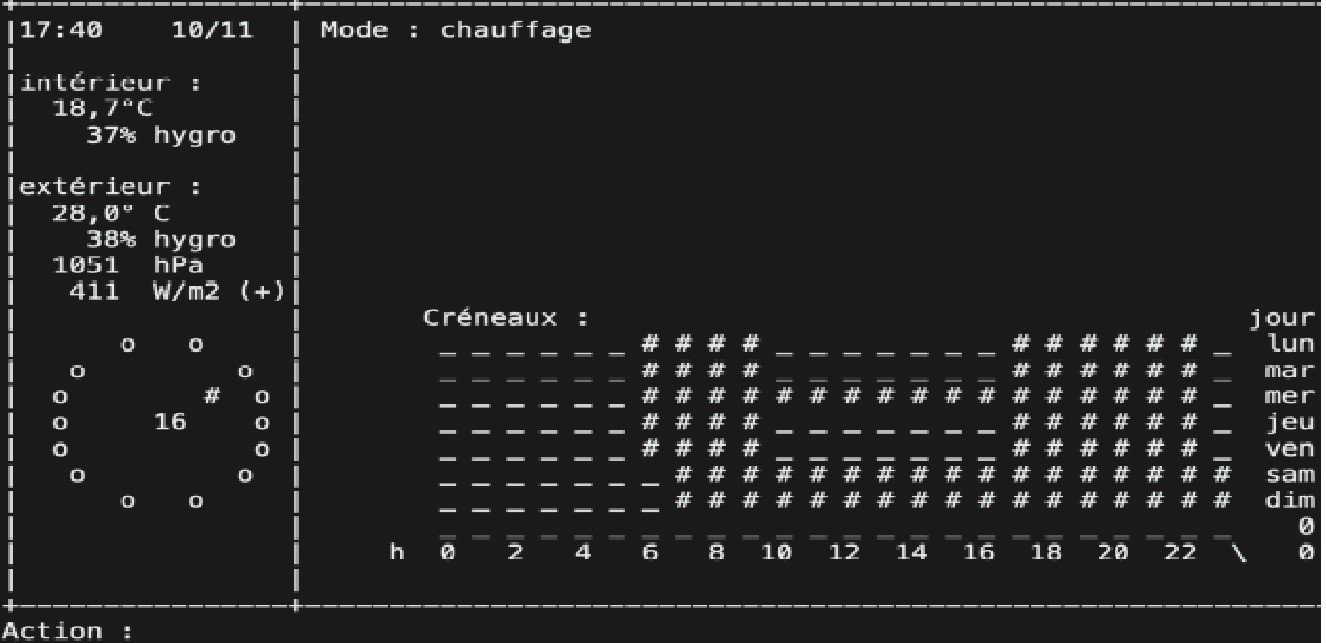 17:40 10/11 Mode : chauffage
intérieur :
18,7°C
37% hygro
extérieur :
28,0° C
38% hygro
1051 hPa
411 W/m2 (+)
Créneaux : jour
o o _ _ _ _ _ _ # # # # _ _ _ _ _ _ _ # # # # # # _ lun
o o _ _ _ _ _ _ # # # # _ _ _ _ _ _ _ # # # # # # _ mar
o # o _ _ _ _ _ _ # # # # # # # # # # # # # # # # # _ mer
o 16 o _ _ _ _ _ _ # # # # _ _ _ _ _ _ _ # # # # # # _ jeu
o o _ _ _ _ _ _ # # # # _ _ _ _ _ _ _ # # # # # # _ ven
o o _ _ _ _ _ _ _ # # # # # # # # # # # # # # # # # sam
o o _ _ _ _ _ _ _ # # # # # # # # # # # # # # # # # dim
_ _ _ _ _ _ _ _ _ _ _ _ _ _ _ _ _ _ _ _ _ _ _ _ 0
h 0 2 4 6 8 10 12 14 16 18 20 22 \ 0
Action :